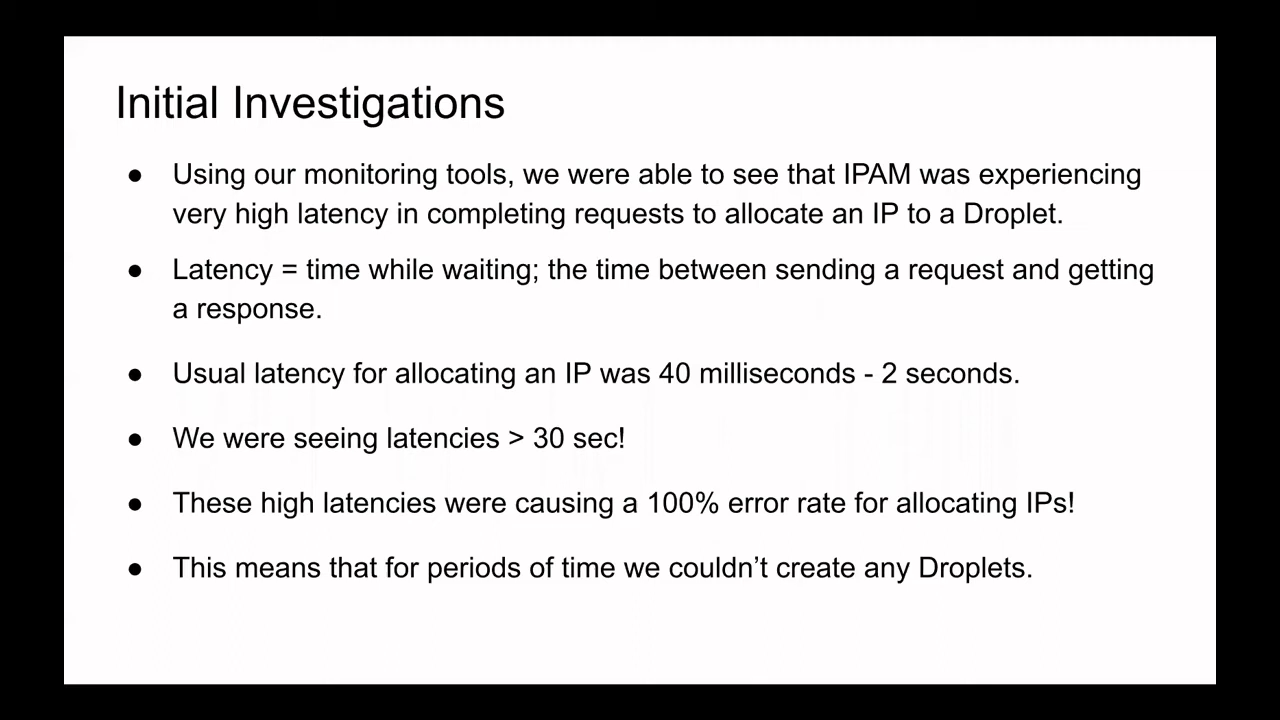 Initial Investigations
● Using our monitoring tools, we were able to see that IPAM was experiencing
very high latency in completing requests to allocate an IP to a Droplet.
● Latency = time while waiting; the time between sending a request and getting
a response.
● Usual latency for allocating an IP was 40 milliseconds - 2 seconds.
● We were seeing latencies > 30 sec!
● These high latencies were causing a 100% error rate for allocating IPs!
● This means that for periods of time we couldn’t create any Droplets.